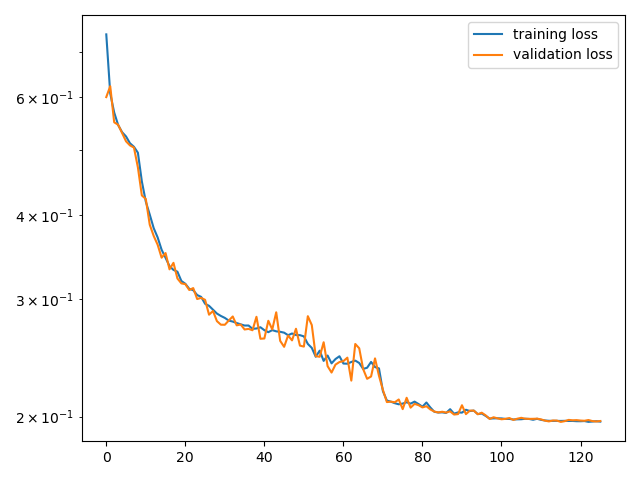 training loss
validation loss
6 × 10⁻¹
4 × 10⁻¹
3 × 10⁻¹
2 × 10⁻¹
0 20 40 60 80 100 120